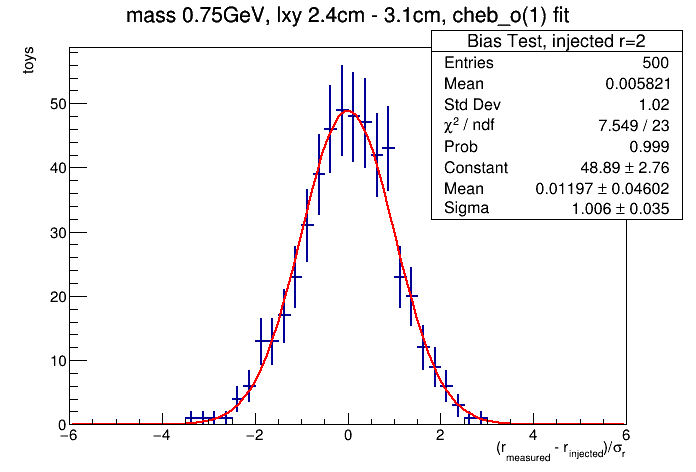 mass 0.75GeV, lxy 2.4cm - 3.1cm, cheb_o(1) fit
Bias Test, injected r=2
Entries 500
Mean 0.005821
Std Dev 1.02
χ² / ndf 7.549 / 23
Prob 0.999
Constant 48.89 ± 2.76
Mean 0.01197 ± 0.04602
Sigma 1.006 ± 0.035
toys
50
40
30
20
10
0
−6 −4 −2 0 2 4 6
(r_measured - r_injected)/σ_r